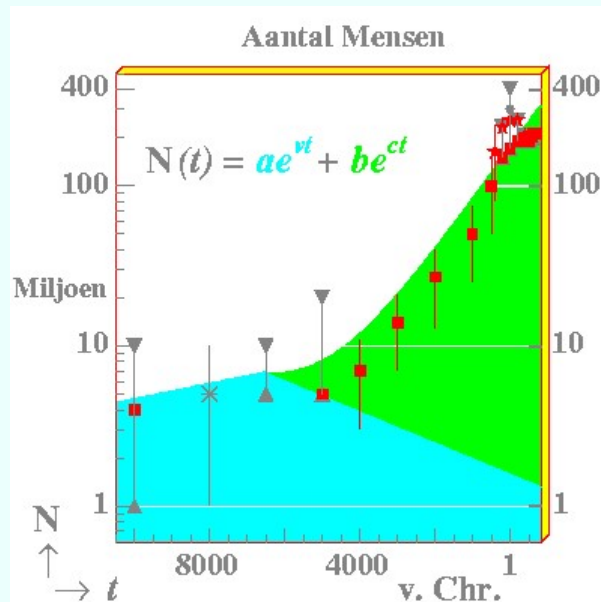 Aantal Mensen
400 400
N(t) = ae^vt + be^ct
100 100
Miljoen
10 10
1 1
N
8000 4000 1
t v. Chr.